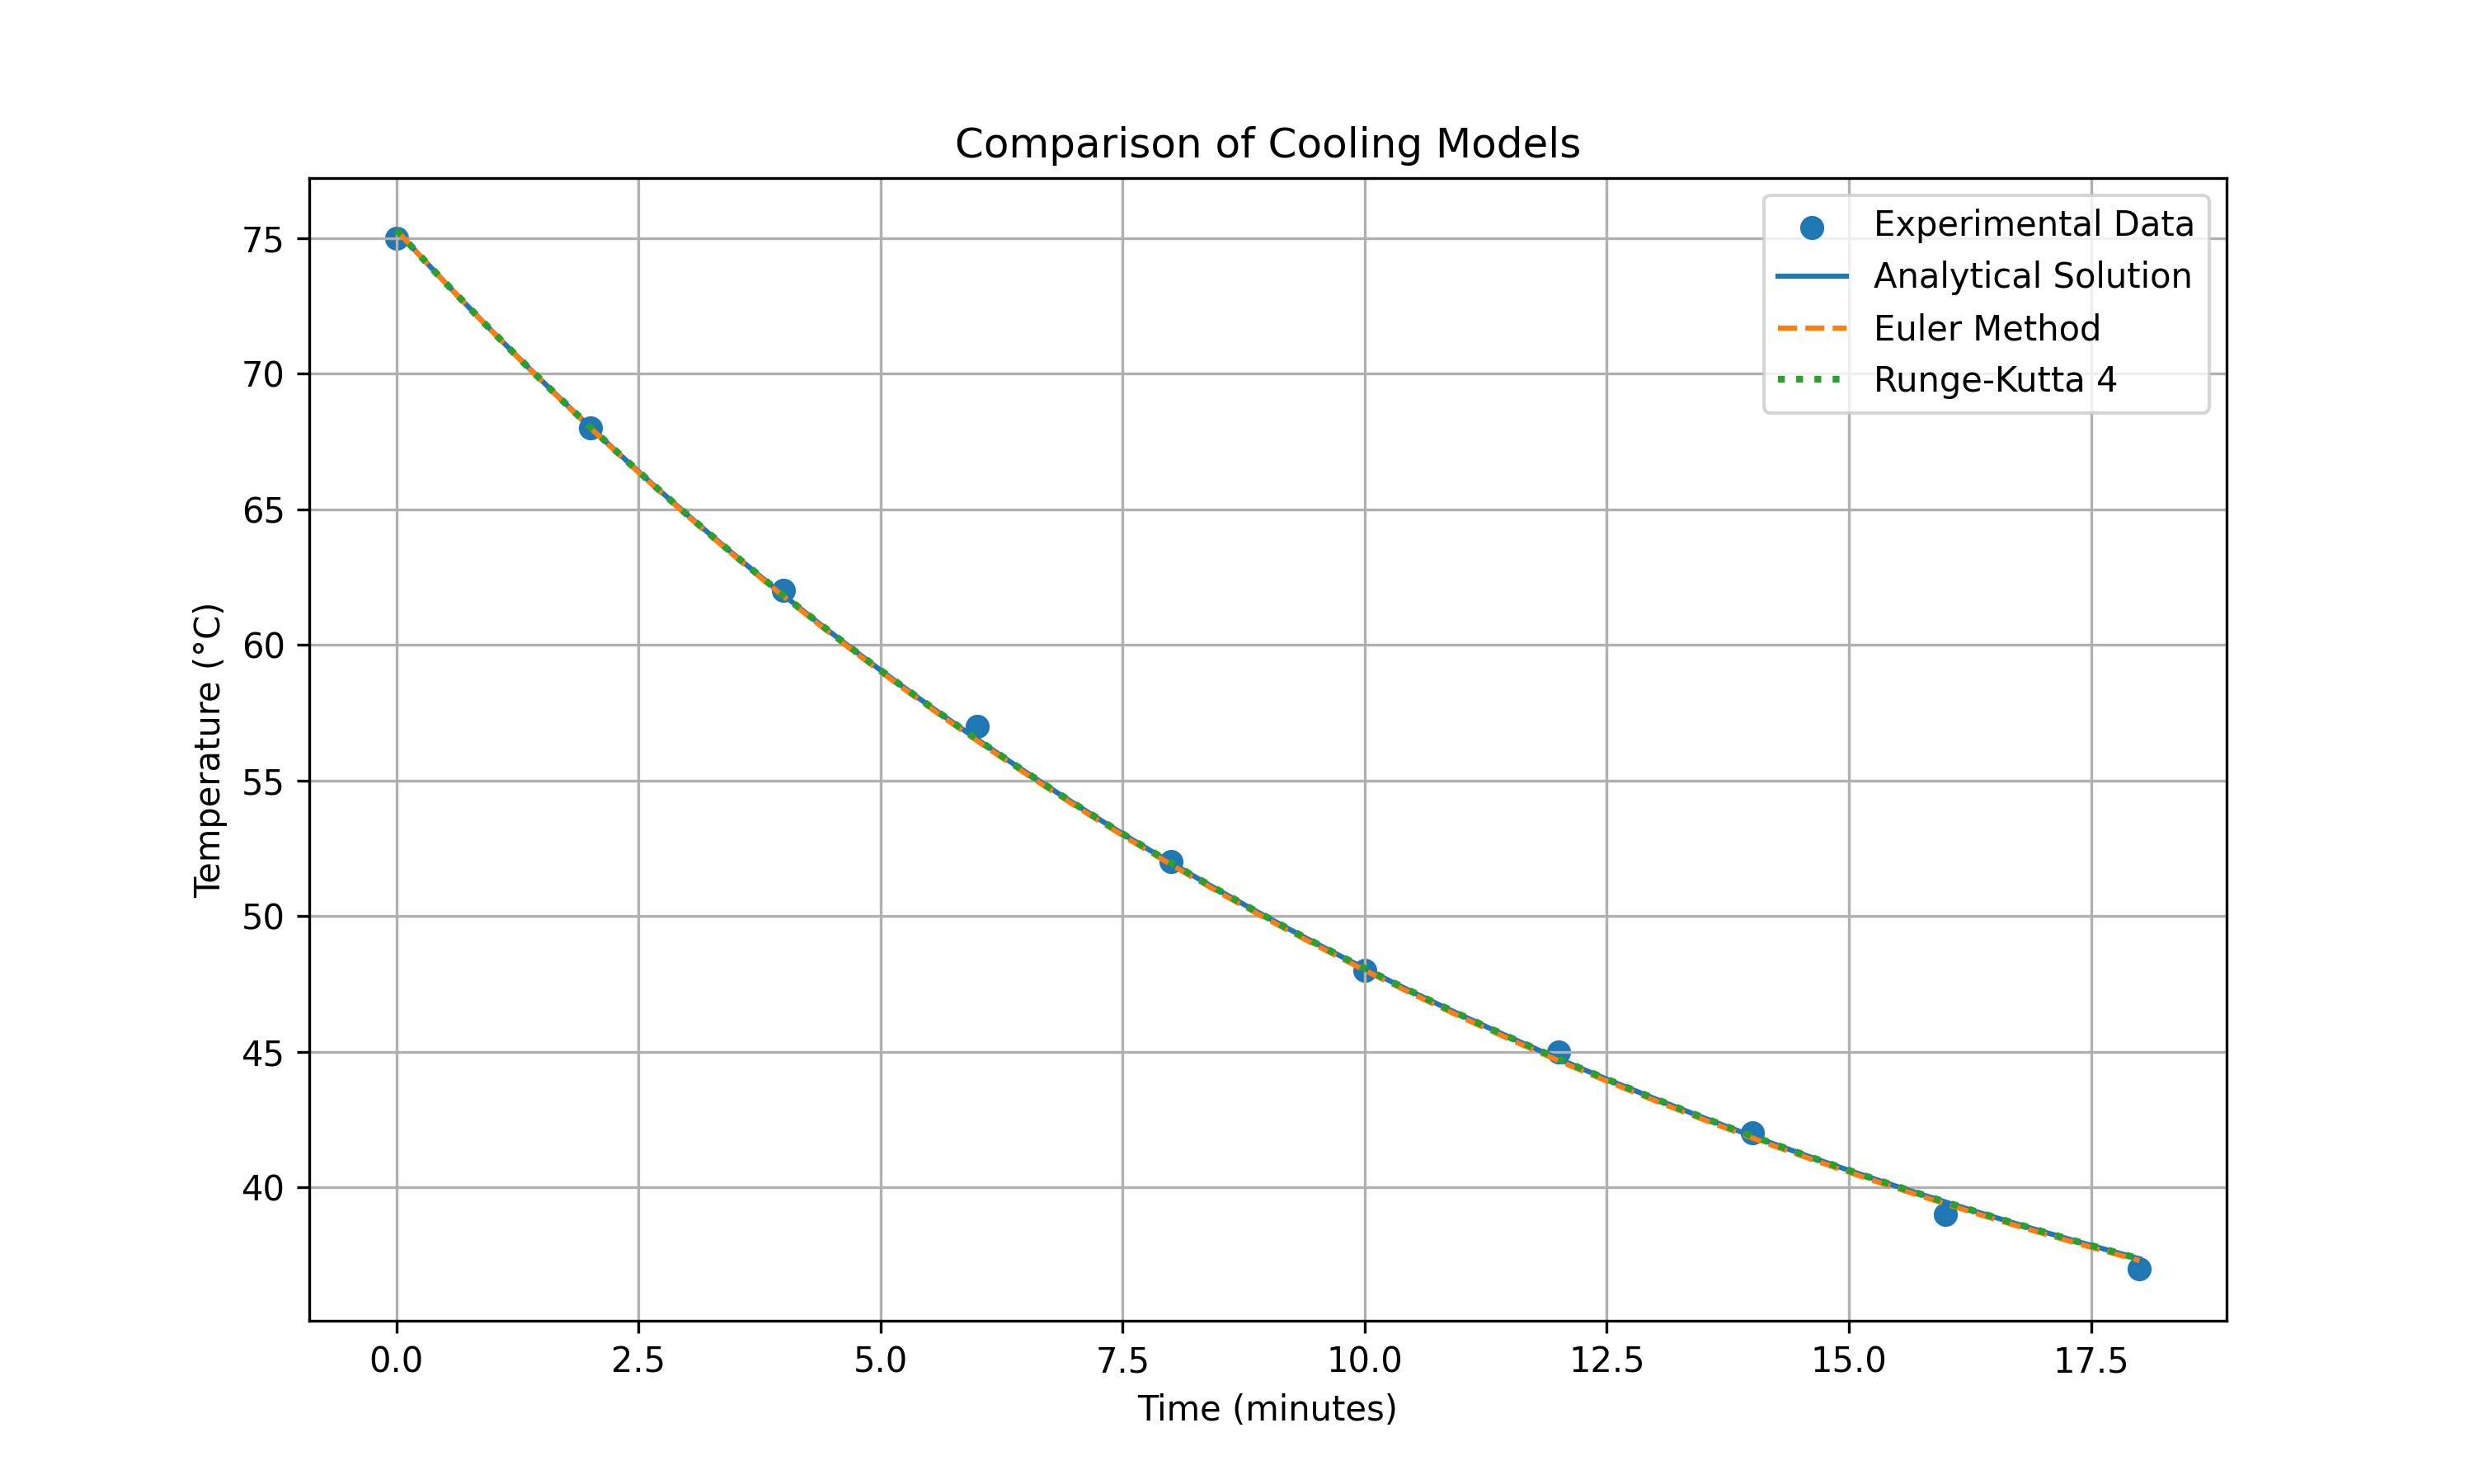 Comparison of Cooling Models
Experimental Data
Analytical Solution
Euler Method
Runge-Kutta 4
Temperature (°C)
75
70
65
60
55
50
45
40
0.0 2.5 5.0 7.5 10.0 12.5 15.0 17.5
Time (minutes)